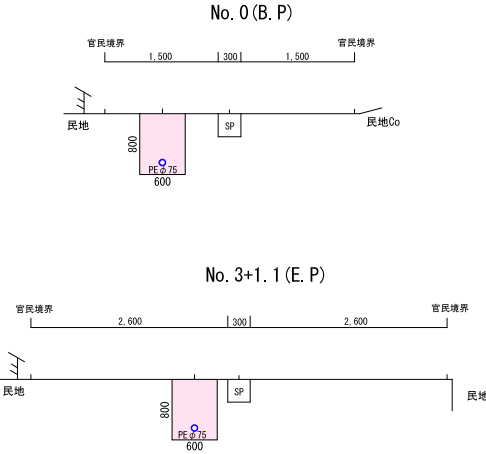 No.0(B.P)
官民境界 官民境界
1,500 300 1,500
民地 SP 民地Co
800
PEφ75
600
No.3+1.1(E.P)
官民境界 官民境界
2,600 300 2,600
民地 SP 民地
800
PEφ75
600